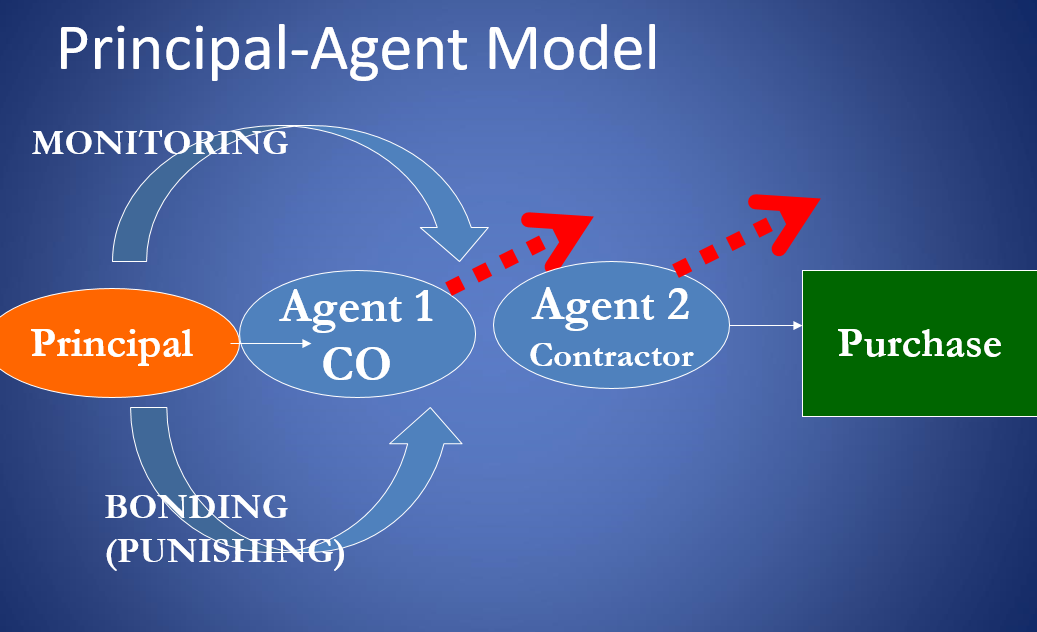 Principal-Agent Model
MONITORING
Principal
Agent 1
CO
Agent 2
Contractor
Purchase
BONDING
(PUNISHING)